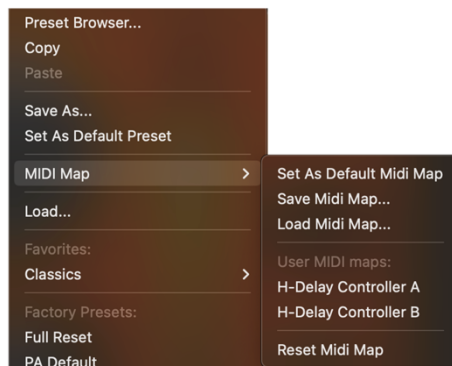 Preset Browser...
Copy
Paste
Save As...
Set As Default Preset
MIDI Map
Load...
Favorites:
Classics
Factory Presets:
Full Reset
PA Default
Set As Default Midi Map
Save Midi Map...
Load Midi Map...
User MIDI maps:
H-Delay Controller A
H-Delay Controller B
Reset Midi Map